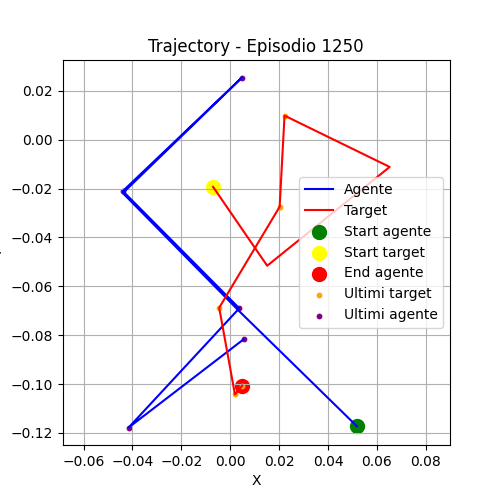 Trajectory - Episodio 1250
0.02
0.00
−0.02
−0.04
−0.06
−0.08
−0.10
−0.12
−0.06 −0.04 −0.02 0.00 0.02 0.04 0.06 0.08
X
Agente
Target
Start agente
Start target
End agente
Ultimi target
Ultimi agente